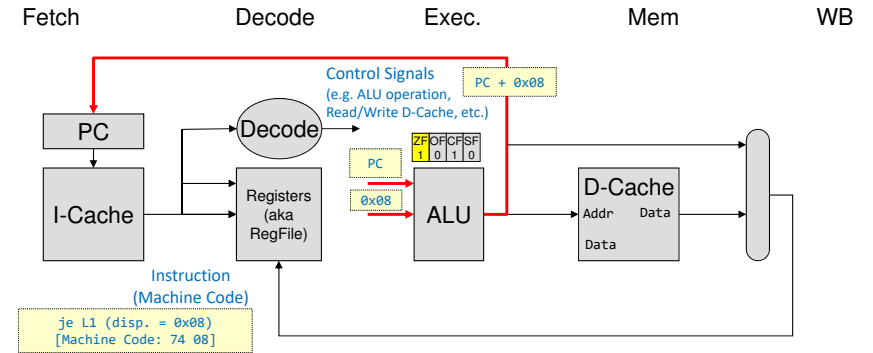 Fetch
Decode
Exec.
Mem
WB
Control Signals
(e.g. ALU operation,
Read/Write D-Cache, etc.)
PC + 0x08
PC
Decode
ZF OF CF SF
1 0 1 0
PC
0x08
I-Cache
Registers
(aka
RegFile)
ALU
D-Cache
Addr Data
Data
Instruction
(Machine Code)
je L1 (disp. = 0x08)
[Machine Code: 74 08]